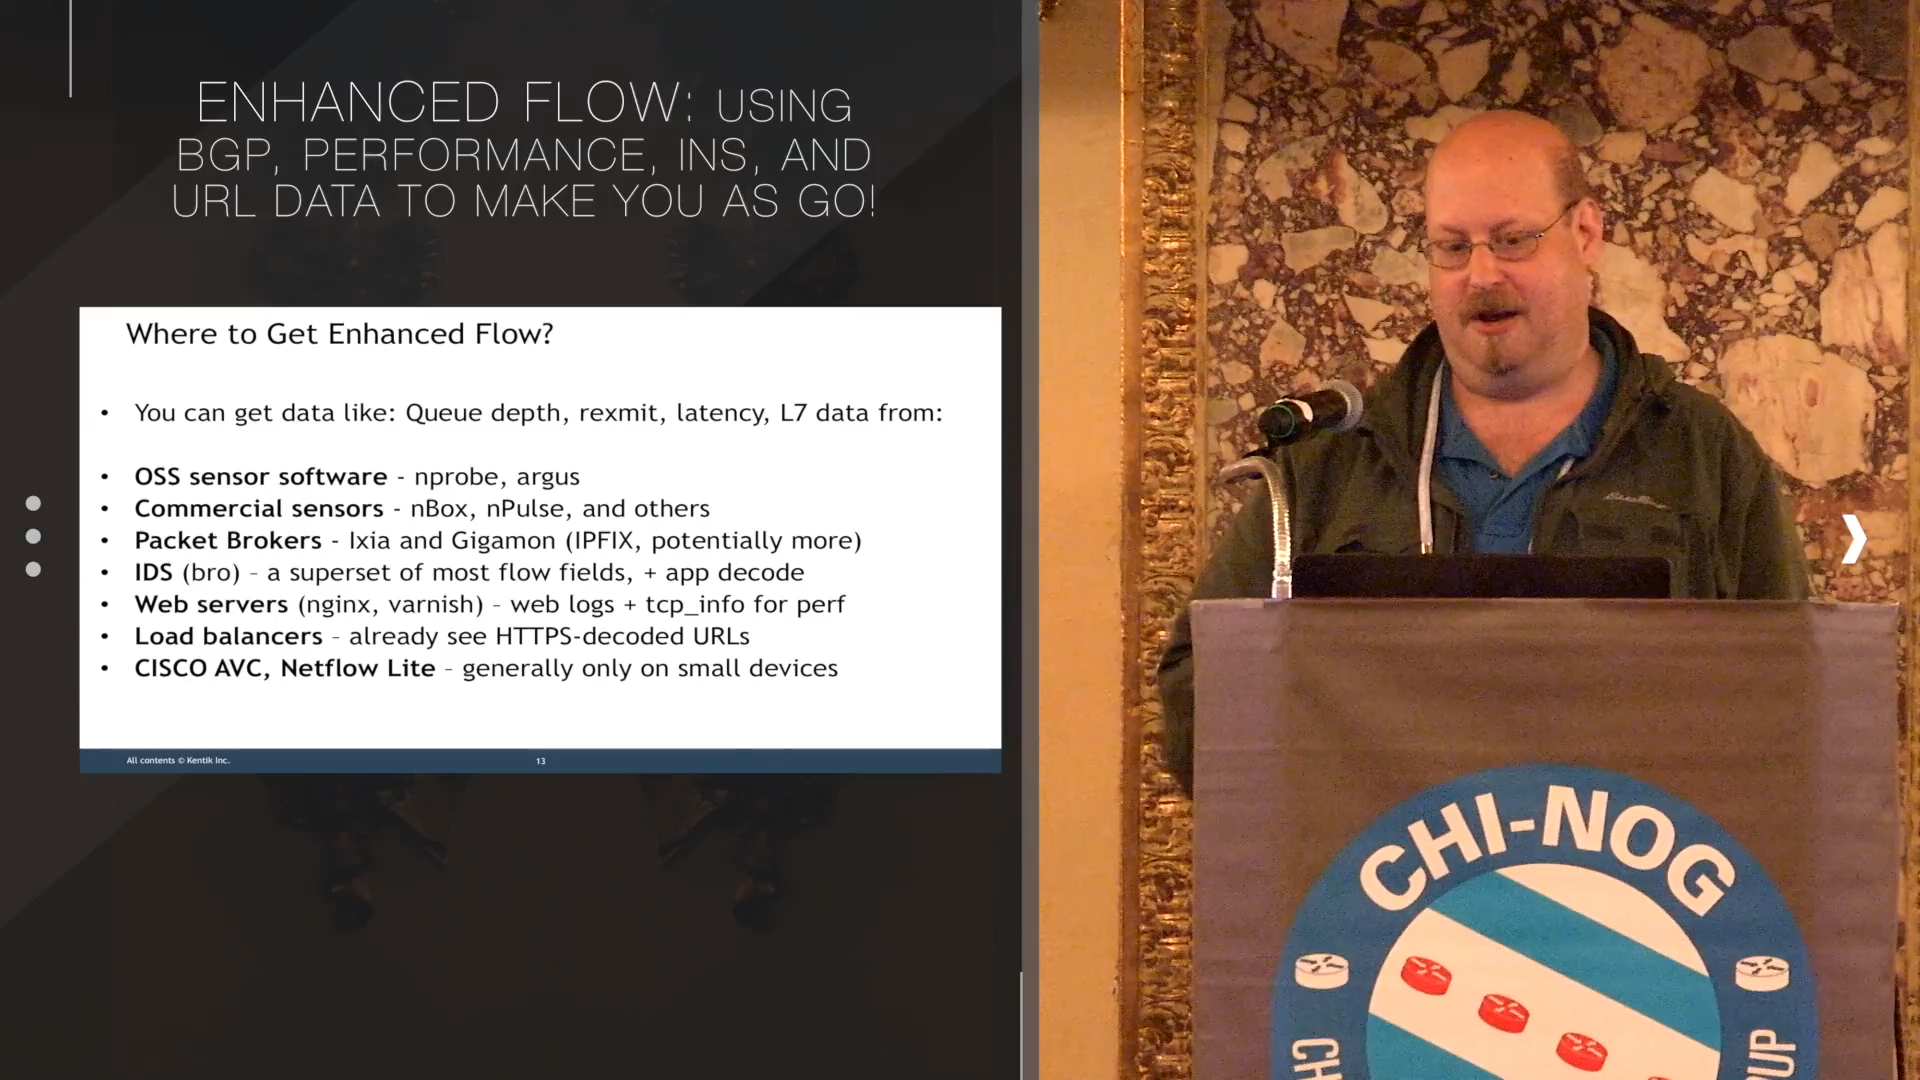 ENHANCED FLOW: USING
BGP, PERFORMANCE, INS, AND
URL DATA TO MAKE YOU AS GO!
Where to Get Enhanced Flow?
• You can get data like: Queue depth, rexmit, latency, L7 data from:
• OSS sensor software - nprobe, argus
• Commercial sensors - nBox, nPulse, and others
• Packet Brokers - Ixia and Gigamon (IPFIX, potentially more)
• IDS (bro) – a superset of most flow fields, + app decode
• Web servers (nginx, varnish) – web logs + tcp_info for perf
• Load balancers – already see HTTPS-decoded URLs
• CISCO AVC, Netflow Lite – generally only on small devices
All contents © Kentik Inc.
13
CHI-NOG
CH
UP